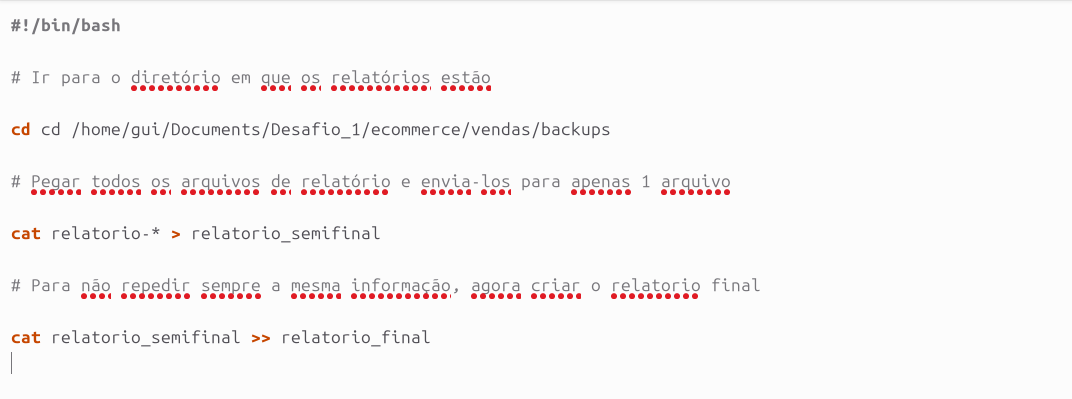 #!/bin/bash
# Ir para o diretório em que os relatórios estão
cd cd /home/gui/Documents/Desafio_1/ecommerce/vendas/backups
# Pegar todos os arquivos de relatório e envia-los para apenas 1 arquivo
cat relatorio-* > relatorio_semifinal
# Para não repedir sempre a mesma informação, agora criar o relatorio final
cat relatorio_semifinal >> relatorio_final